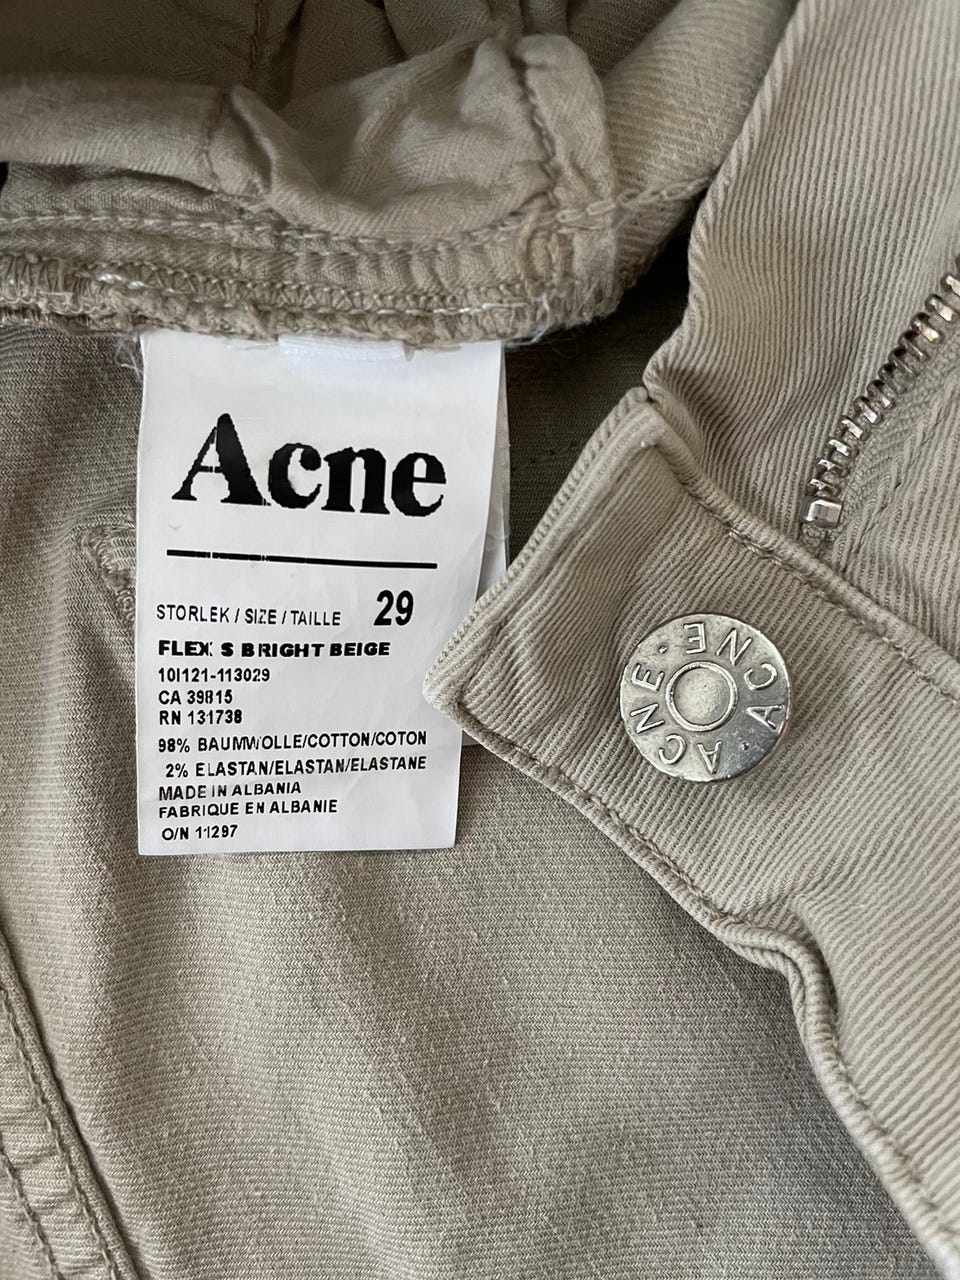 Acne
STORLEK / SIZE / TAILLE 29
FLEX S BRIGHT BEIGE
10I121-113029
CA 39815
RN 131738
98% BAUMWOLLE/COTTON/COTON
2% ELASTAN/ELASTAN/ELASTANE
MADE IN ALBANIA
FABRIQUE EN ALBANIE
O/N 11297
ACNE · ACNE ·